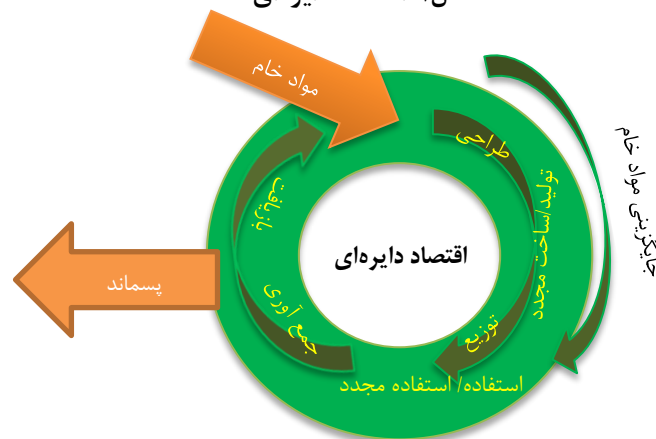 مواد خام
طراحی
تولید/ساخت مجدد
جایگزینی مواد خام
توزیع
استفاده/ استفاده مجدد
جمع آوری
بازیافت
پسماند
اقتصاد دایره‌ای